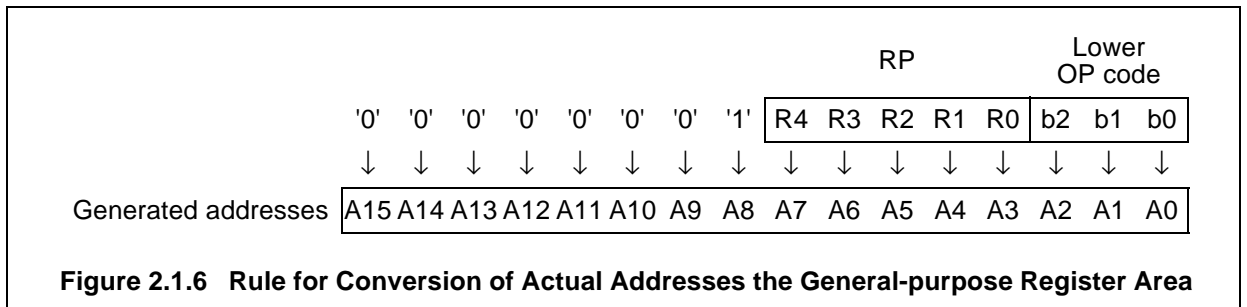 RP
Lower
OP code
'0' '0' '0' '0' '0' '0' '0' '1' R4 R3 R2 R1 R0 b2 b1 b0
↓ ↓ ↓ ↓ ↓ ↓ ↓ ↓ ↓ ↓ ↓ ↓ ↓ ↓ ↓ ↓
Generated addresses A15 A14 A13 A12 A11 A10 A9 A8 A7 A6 A5 A4 A3 A2 A1 A0
Figure 2.1.6 Rule for Conversion of Actual Addresses the General-purpose Register Area